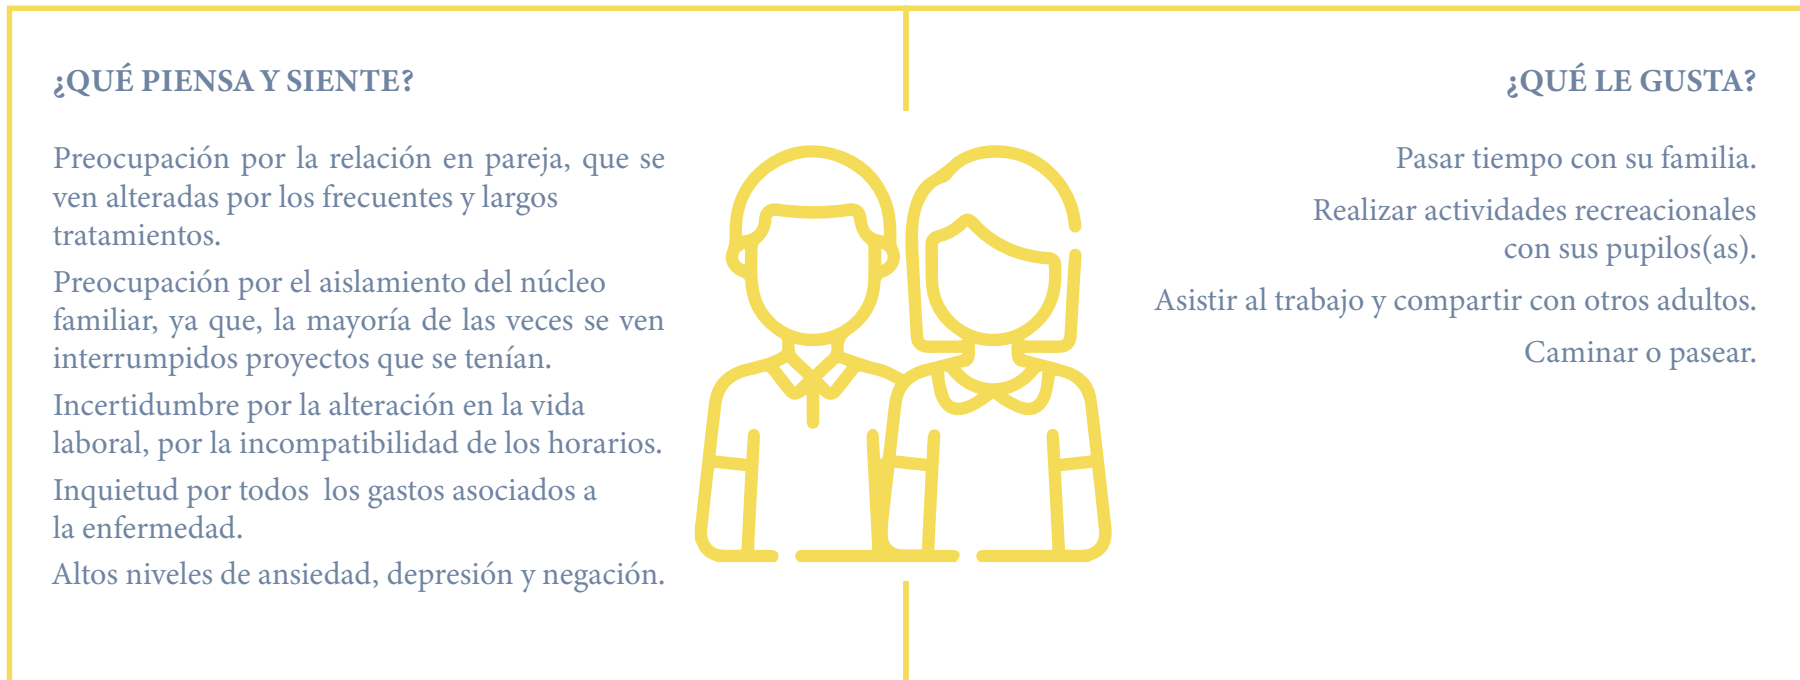 ¿QUÉ PIENSA Y SIENTE?
Preocupación por la relación en pareja, que se
ven alteradas por los frecuentes y largos
tratamientos.
Preocupación por el aislamiento del núcleo
familiar, ya que, la mayoría de las veces se ven
interrumpidos proyectos que se tenían.
Incertidumbre por la alteración en la vida
laboral, por la incompatibilidad de los horarios.
Inquietud por todos los gastos asociados a
la enfermedad.
Altos niveles de ansiedad, depresión y negación.
¿QUÉ LE GUSTA?
Pasar tiempo con su familia.
Realizar actividades recreacionales
con sus pupilos(as).
Asistir al trabajo y compartir con otros adultos.
Caminar o pasear.